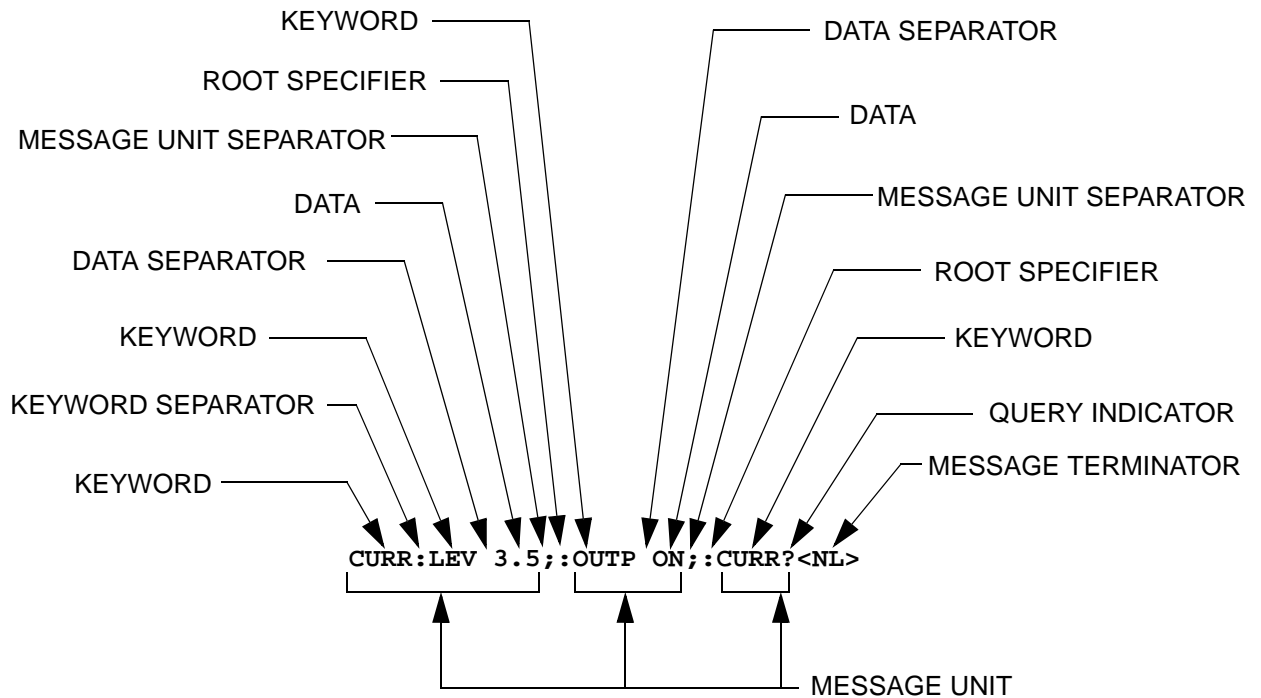 KEYWORD
DATA SEPARATOR
ROOT SPECIFIER
DATA
MESSAGE UNIT SEPARATOR
MESSAGE UNIT SEPARATOR
DATA
DATA SEPARATOR
ROOT SPECIFIER
KEYWORD
KEYWORD
KEYWORD SEPARATOR
QUERY INDICATOR
KEYWORD
MESSAGE TERMINATOR
CURR:LEV 3.5;:OUTP ON;:CURR?<NL>
MESSAGE UNIT